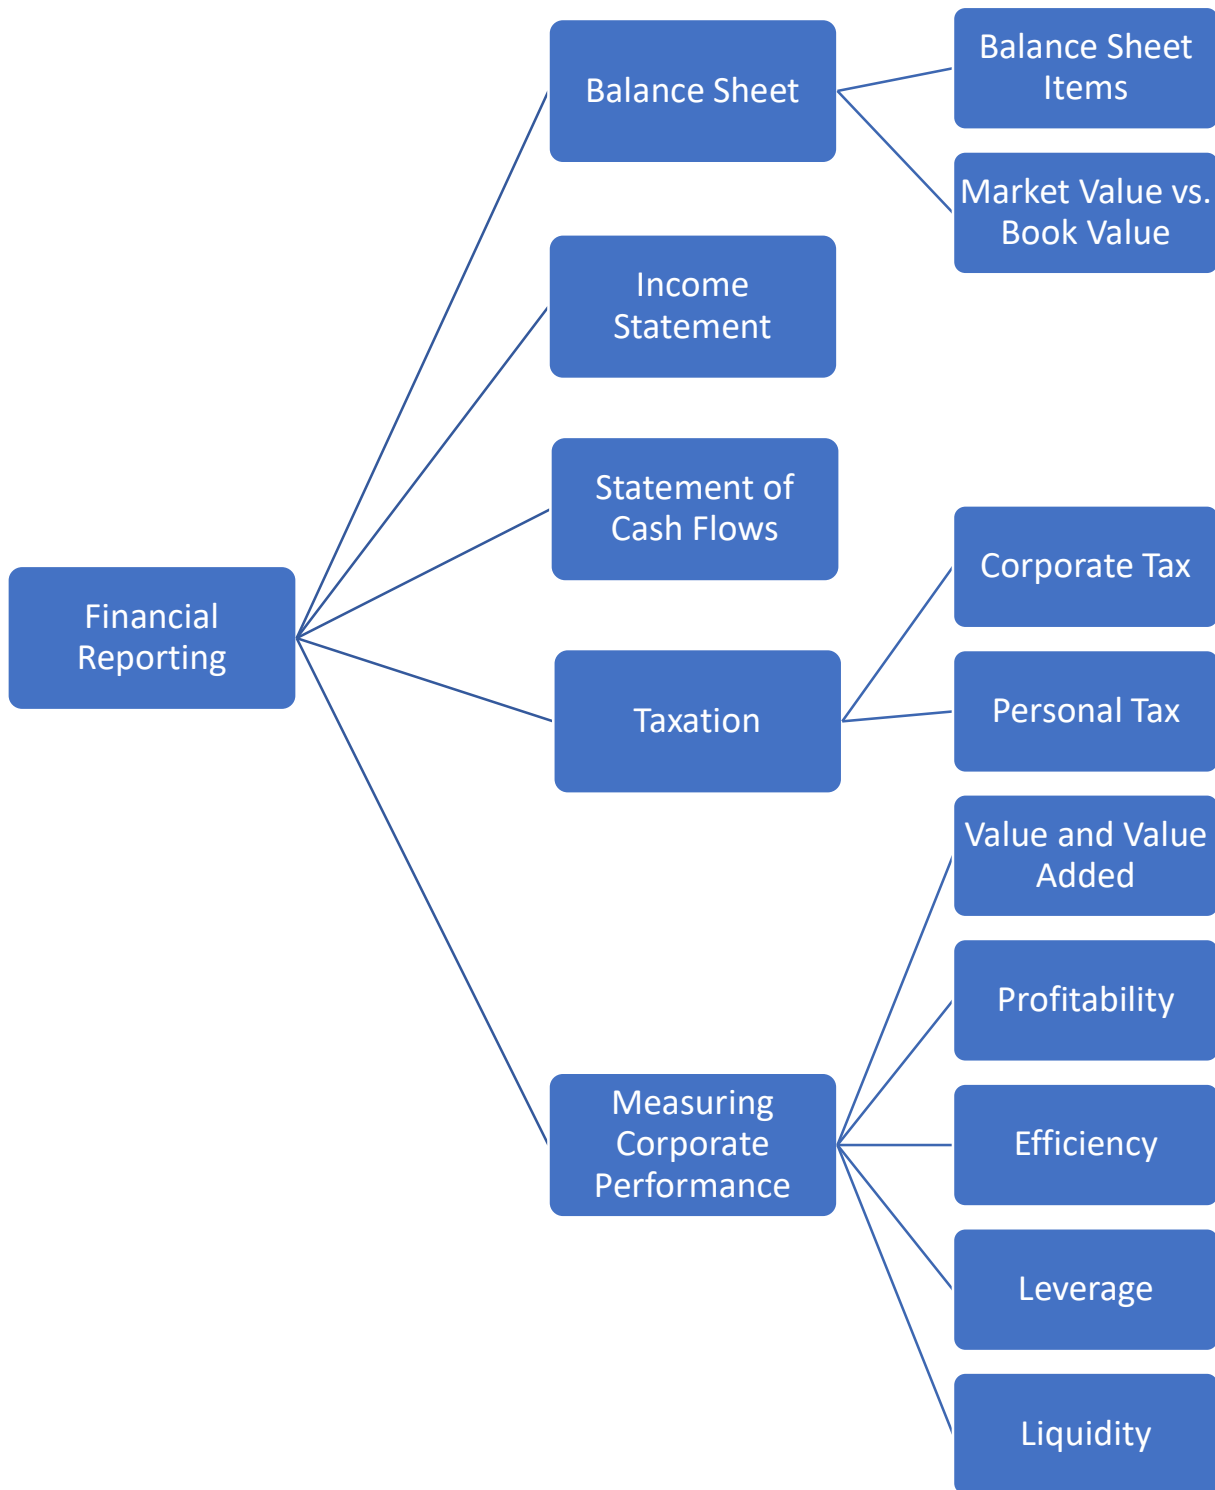 Financial
Reporting
Balance Sheet
Balance Sheet
Items
Market Value vs.
Book Value
Income
Statement
Statement of
Cash Flows
Taxation
Corporate Tax
Personal Tax
Measuring
Corporate
Performance
Value and Value
Added
Profitability
Efficiency
Leverage
Liquidity